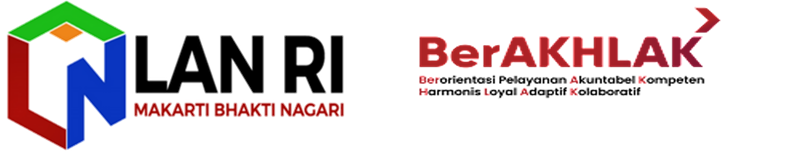 LAN RI
MAKARTI BHAKTI NAGARI
BerAKHLAK
Berorientasi Pelayanan Akuntabel Kompeten
Harmonis Loyal Adaptif Kolaboratif